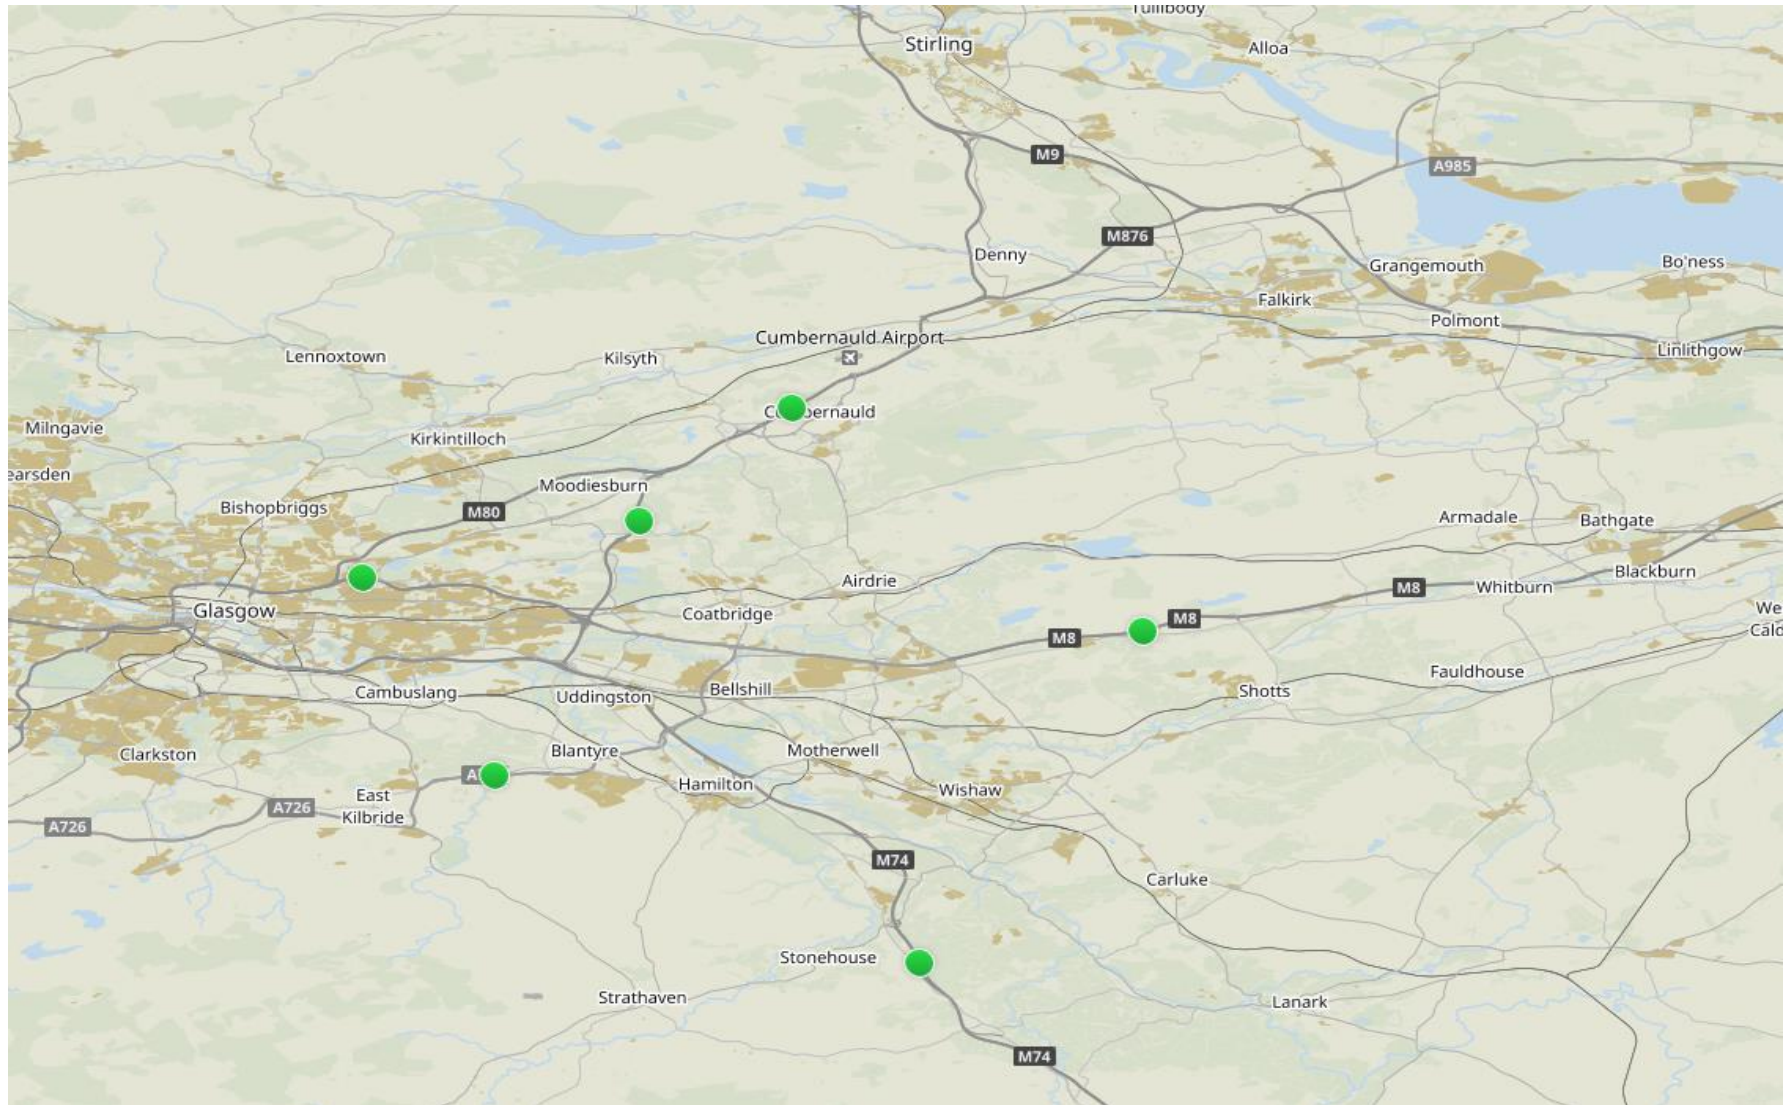 Tullibody
Stirling
Alloa
M9
A985
M876
Denny
Grangemouth
Bo'ness
Falkirk
Polmont
Cumbernauld Airport
Linlithgow
Lennoxtown
Kilsyth
Milngavie
Kirkintilloch
earsden
Moodiesburn
Bishopbriggs
M80
Armadale
Bathgate
Airdrie
Blackburn
M8
Whitburn
Glasgow
Coatbridge
M8
M8
We
Cald
Fauldhouse
Cambuslang
Uddingston
Bellshill
Shotts
Clarkston
Blantyre
Motherwell
Hamilton
Wishaw
East
Kilbride
A726
A726
M74
Carluke
Stonehouse
Strathaven
Lanark
M74